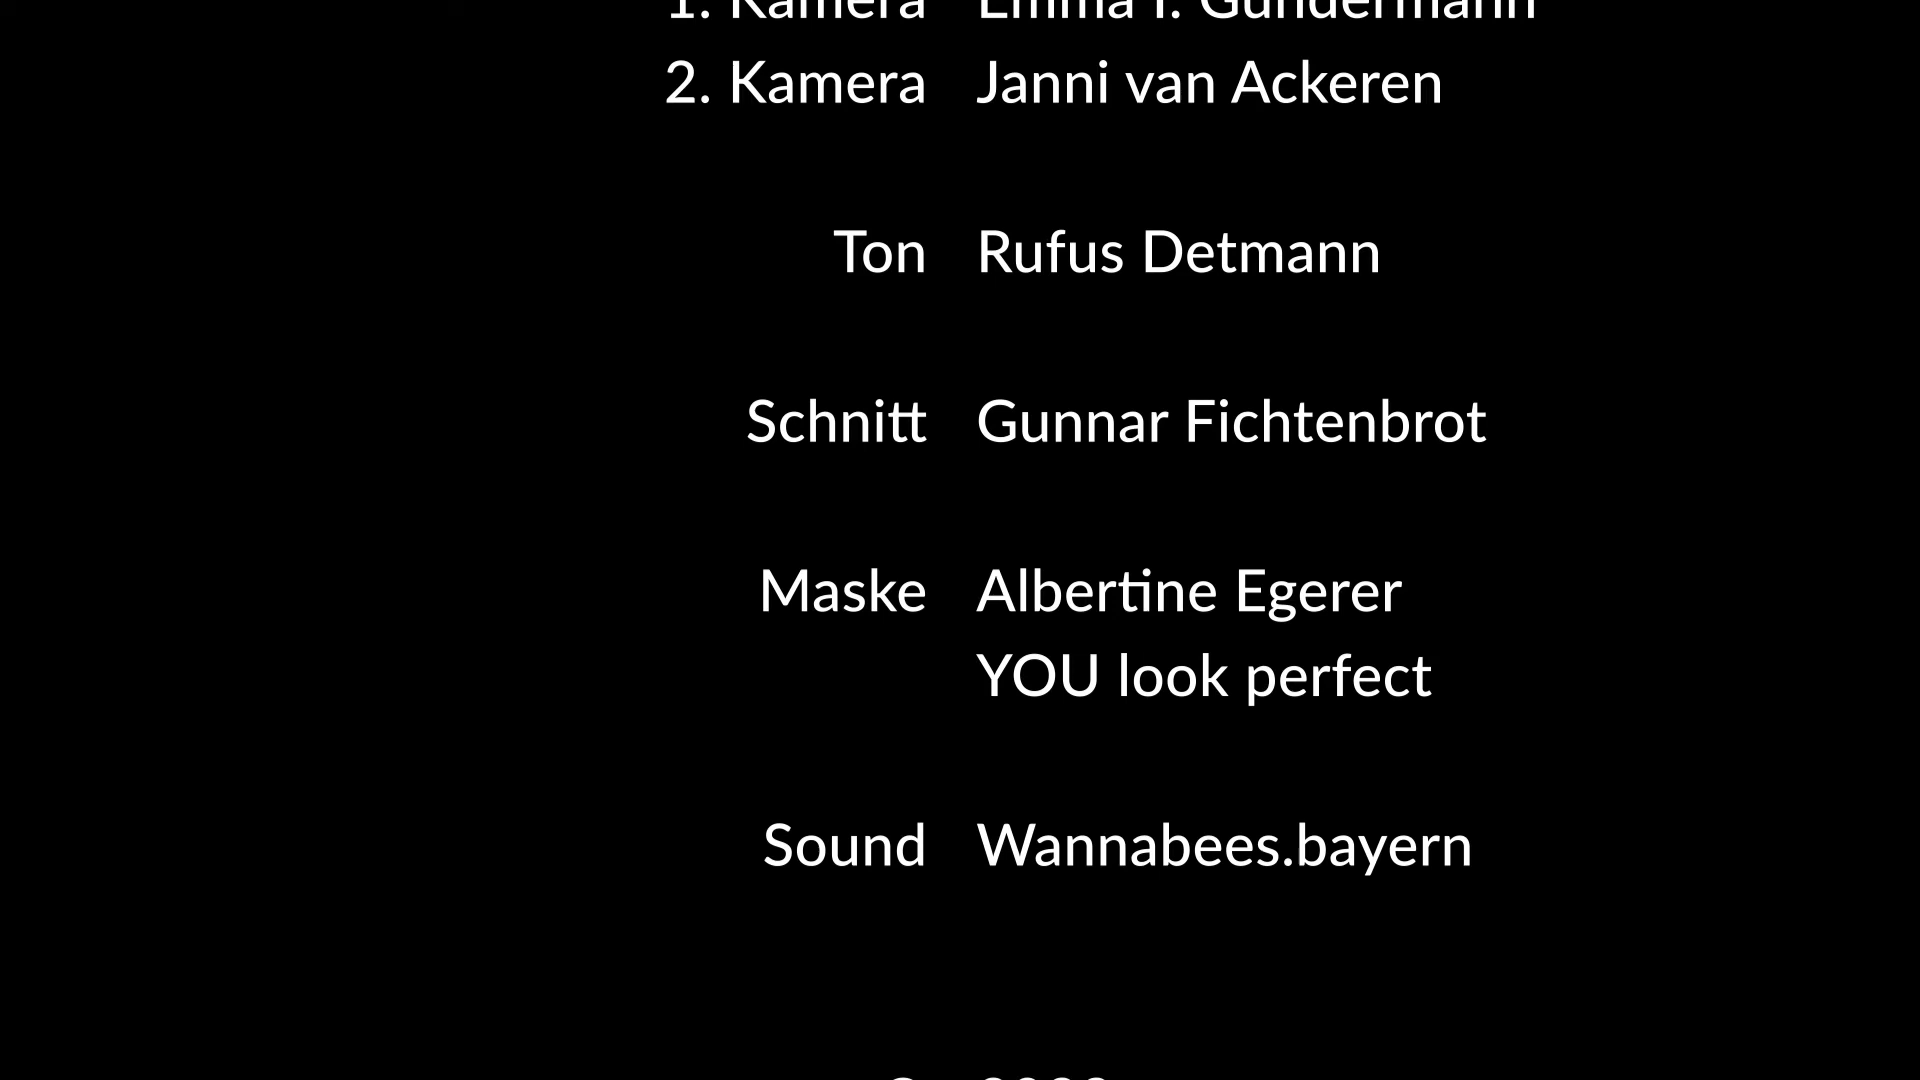 1. Kamera Emma I. Gundermann
2. Kamera Janni van Ackeren
Ton Rufus Detmann
Schnitt Gunnar Fichtenbrot
Maske Albertine Egerer
YOU look perfect
Sound Wannabees.bayern